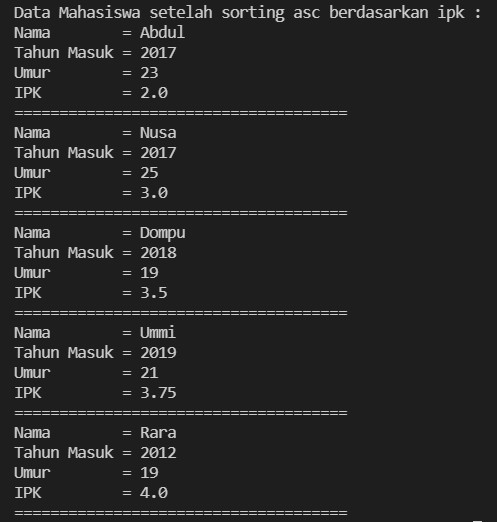 Data Mahasiswa setelah sorting asc berdasarkan ipk :
Nama        = Abdul
Tahun Masuk = 2017
Umur        = 23
IPK         = 2.0
=====================================
Nama        = Nusa
Tahun Masuk = 2017
Umur        = 25
IPK         = 3.0
=====================================
Nama        = Dompu
Tahun Masuk = 2018
Umur        = 19
IPK         = 3.5
=====================================
Nama        = Ummi
Tahun Masuk = 2019
Umur        = 21
IPK         = 3.75
=====================================
Nama        = Rara
Tahun Masuk = 2012
Umur        = 19
IPK         = 4.0
=====================================